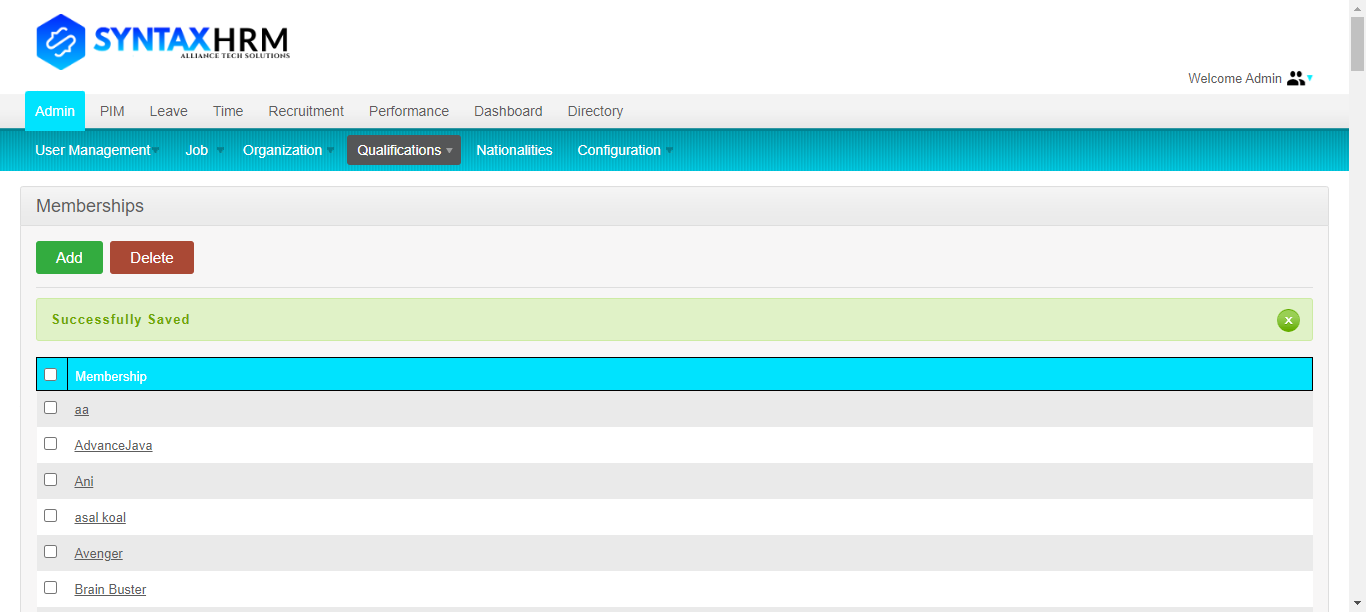 SYNTAXHRM
ALLIANCE TECH SOLUTIONS
Welcome Admin
Admin PIM Leave Time Recruitment Performance Dashboard Directory
User Management Job Organization Qualifications Nationalities Configuration
Memberships
Add Delete
Successfully Saved
Membership
aa
AdvanceJava
Ani
asal koal
Avenger
Brain Buster